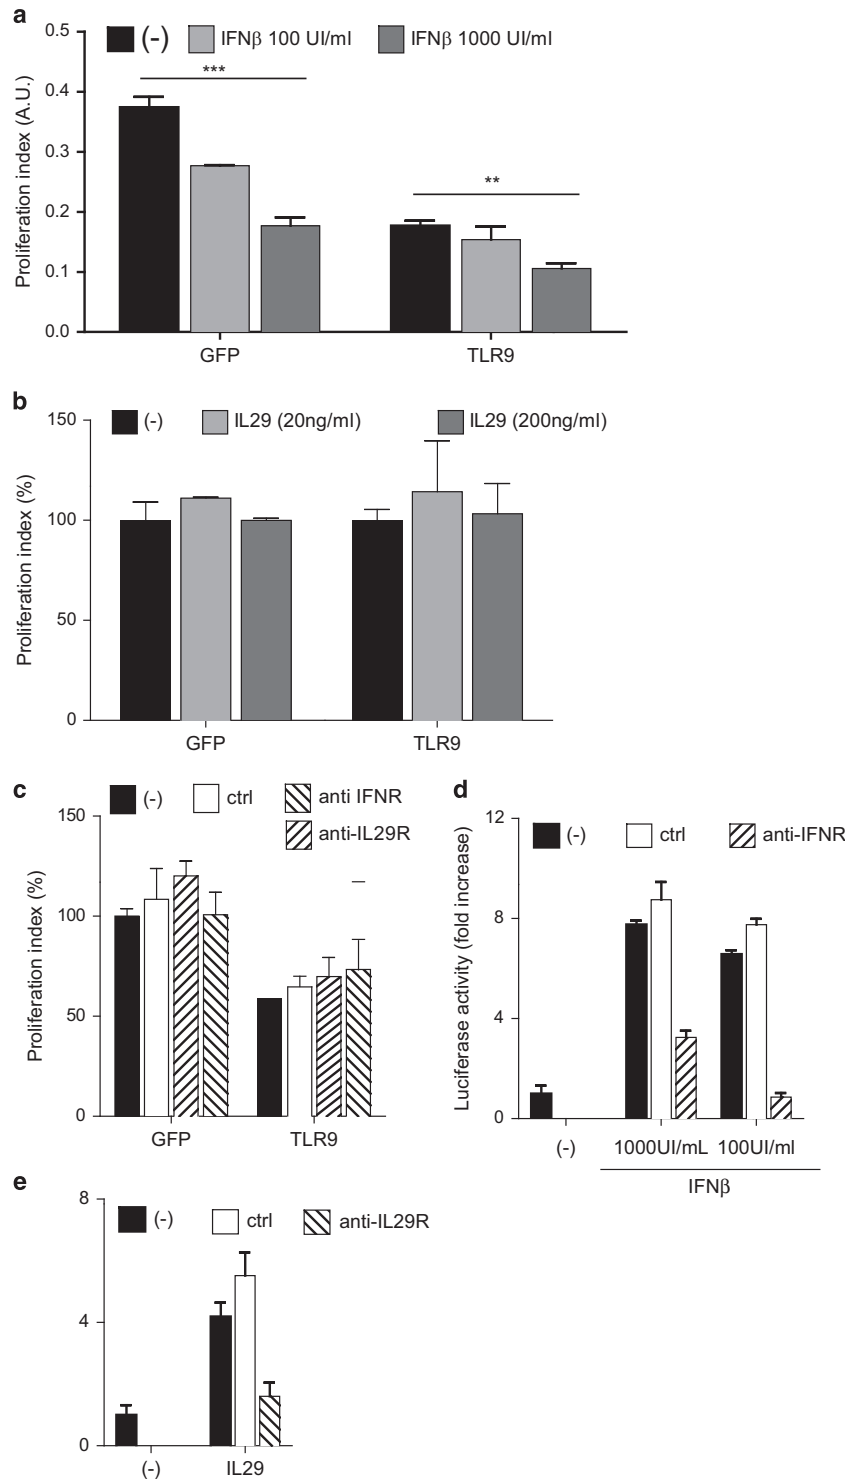 a
(-) IFNβ 100 UI/ml IFNβ 1000 UI/ml
Proliferation index (A.U.)
0.5
0.4
0.3
0.2
0.1
0.0
***
**
GFP TLR9
b
(-) IL29 (20ng/ml) IL29 (200ng/ml)
Proliferation index (%)
150
100
50
0
GFP TLR9
c
(-) ctrl anti IFNR
anti-IL29R
Proliferation index (%)
150
100
50
0
GFP TLR9
d
(-) ctrl anti-IFNR
Luciferase activity (fold increase)
12
8
4
0
(-) 1000UI/mL 100UI/ml
IFNβ
e
(-) ctrl anti-IL29R
8
4
0
(-) IL29